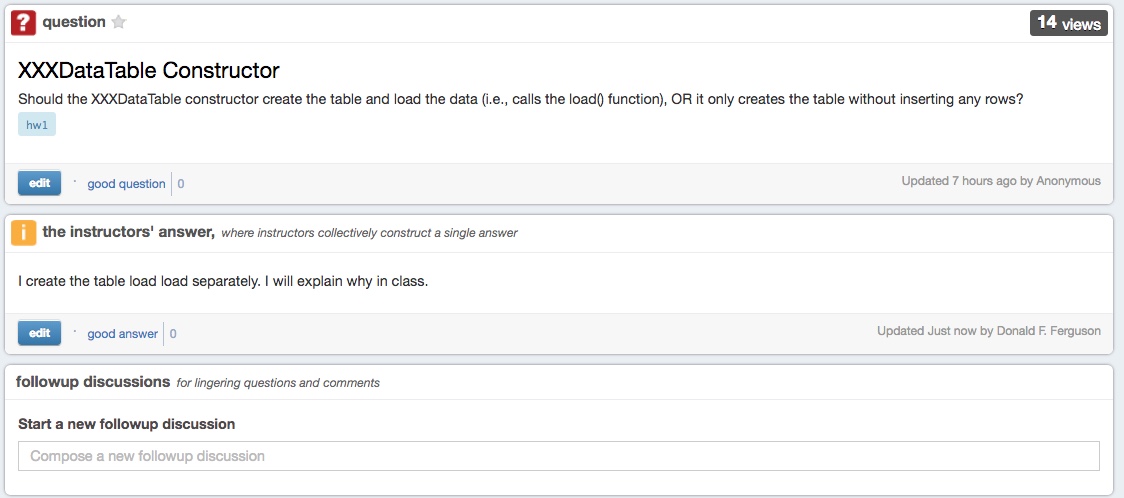 ? question
14 views
XXXDataTable Constructor
Should the XXXDataTable constructor create the table and load the data (i.e., calls the load() function), OR it only creates the table without inserting any rows?
hw1
edit · good question 0
Updated 7 hours ago by Anonymous
i the instructors' answer, where instructors collectively construct a single answer
I create the table load load separately. I will explain why in class.
edit · good answer 0
Updated Just now by Donald F. Ferguson
followup discussions for lingering questions and comments
Start a new followup discussion
Compose a new followup discussion